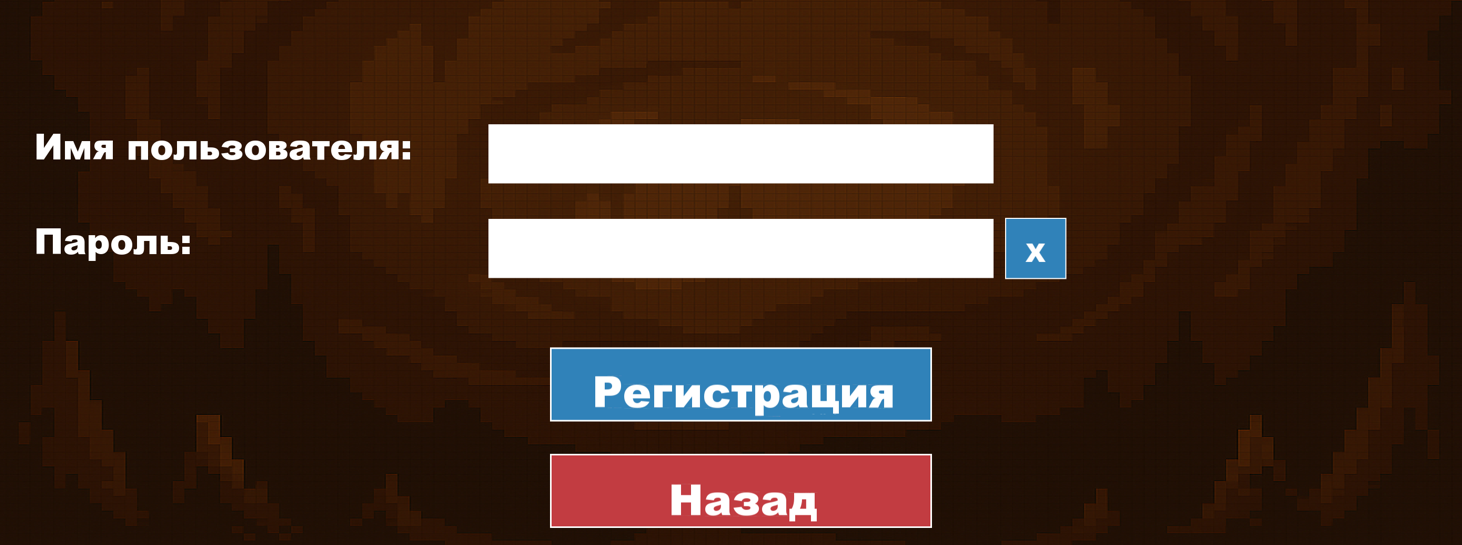 Имя пользователя:
Пароль:
x
Регистрация
Назад